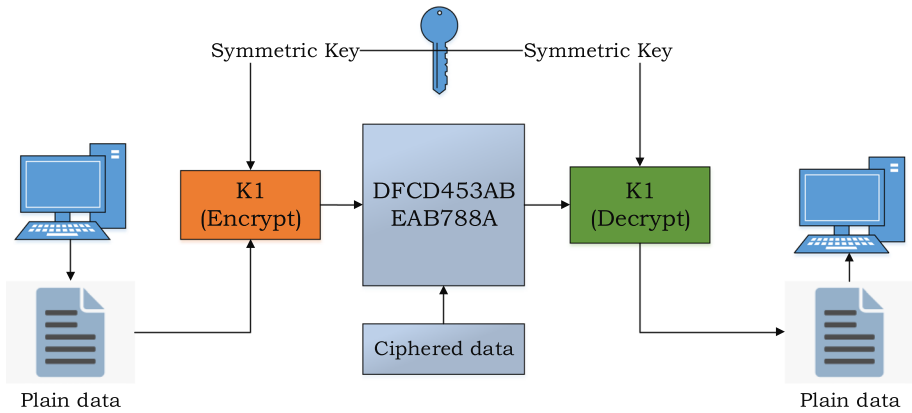 Symmetric Key
Symmetric Key
K1
(Encrypt)
DFCD453AB
EAB788A
K1
(Decrypt)
Ciphered data
Plain data
Plain data